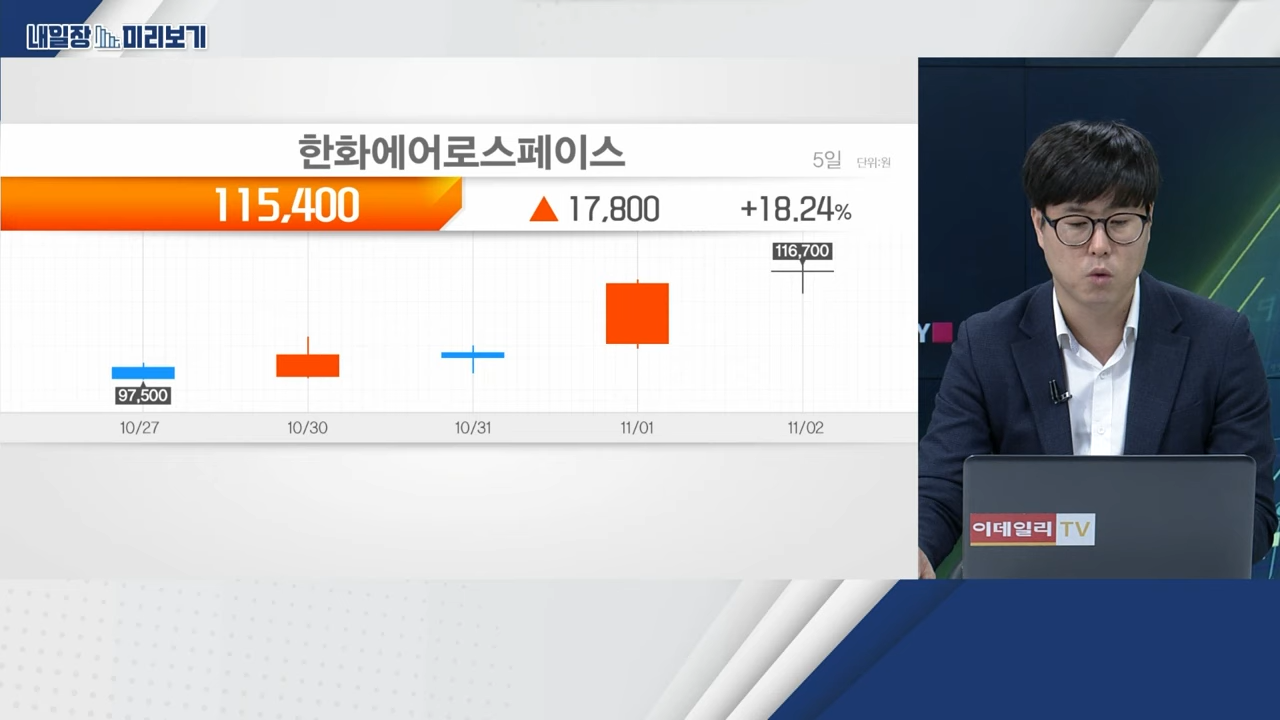 내일장 미리보기
한화에어로스페이스
5일 단위:원
115,400 ▲ 17,800 +18.24%
116,700
97,500
10/27 10/30 10/31 11/01 11/02
Y
이데일리TV